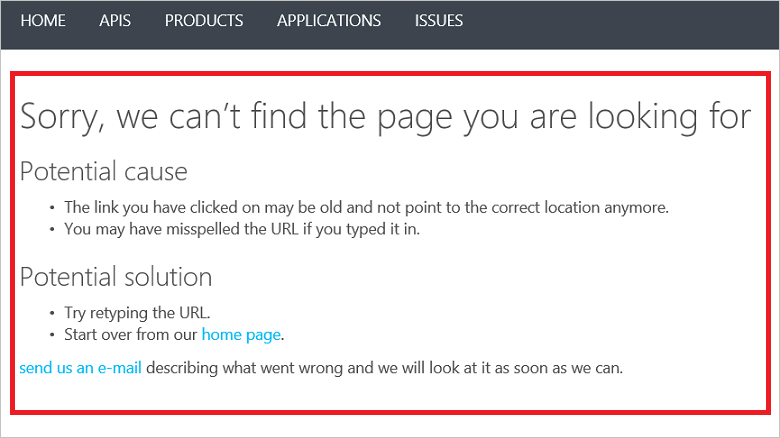 HOME APIS PRODUCTS APPLICATIONS ISSUES
Sorry, we can’t find the page you are looking for
Potential cause
• The link you have clicked on may be old and not point to the correct location anymore.
• You may have misspelled the URL if you typed it in.
Potential solution
• Try retyping the URL.
• Start over from our home page.
send us an e-mail describing what went wrong and we will look at it as soon as we can.